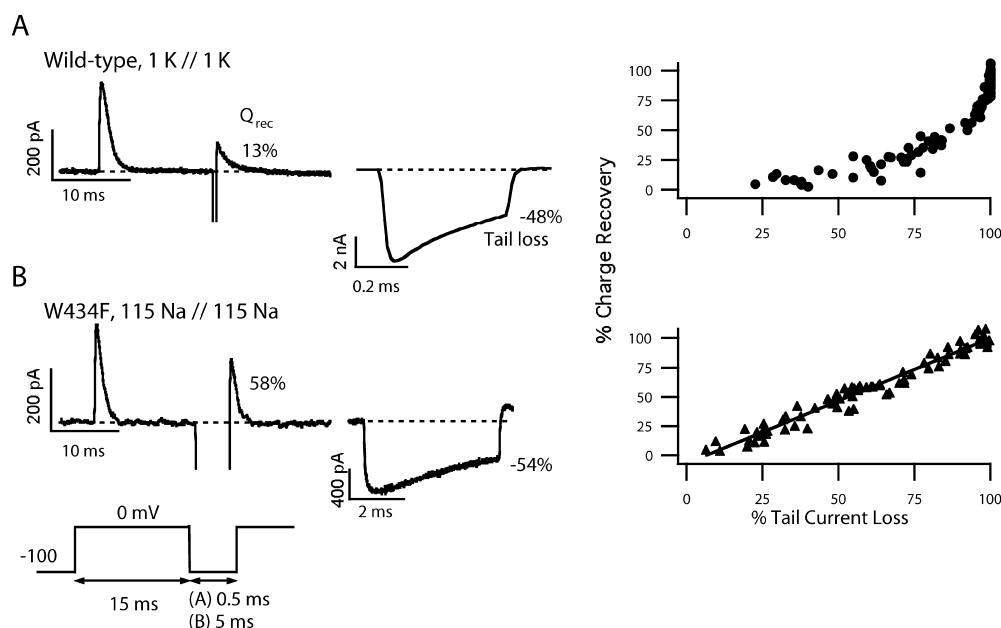 A
Wild-type, 1 K // 1 K
200 pA
10 ms
Qrec
13%
-48%
Tail loss
2 nA
0.2 ms
100
75
50
25
0
0 25 50 75 100
% Charge Recovery
B
W434F, 115 Na // 115 Na
200 pA
10 ms
58%
-54%
400 pA
2 ms
100
75
50
25
0
0 25 50 75 100
% Tail Current Loss
0 mV
-100
15 ms
(A) 0.5 ms
(B) 5 ms